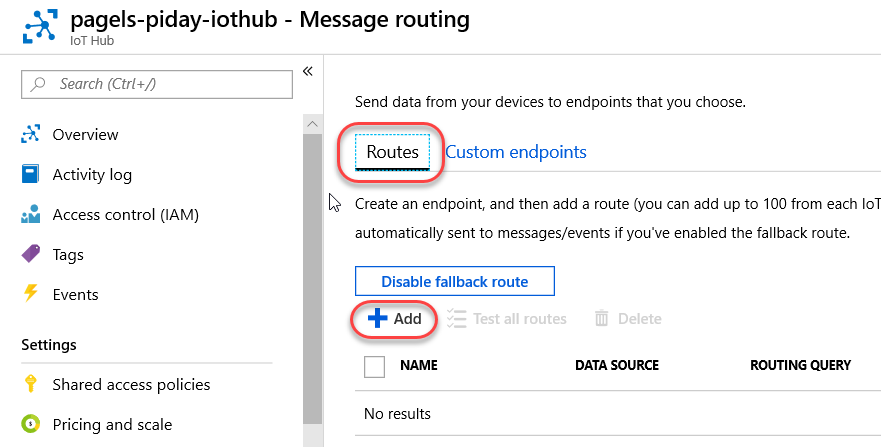 pagels-piday-iothub - Message routing
IoT Hub
Search (Ctrl+/)
«
Overview
Activity log
Access control (IAM)
Tags
Events
Settings
Shared access policies
Pricing and scale
Send data from your devices to endpoints that you choose.
Routes Custom endpoints
Create an endpoint, and then add a route (you can add up to 100 from each IoT
automatically sent to messages/events if you've enabled the fallback route.
Disable fallback route
Add Test all routes Delete
NAME DATA SOURCE ROUTING QUERY
No results